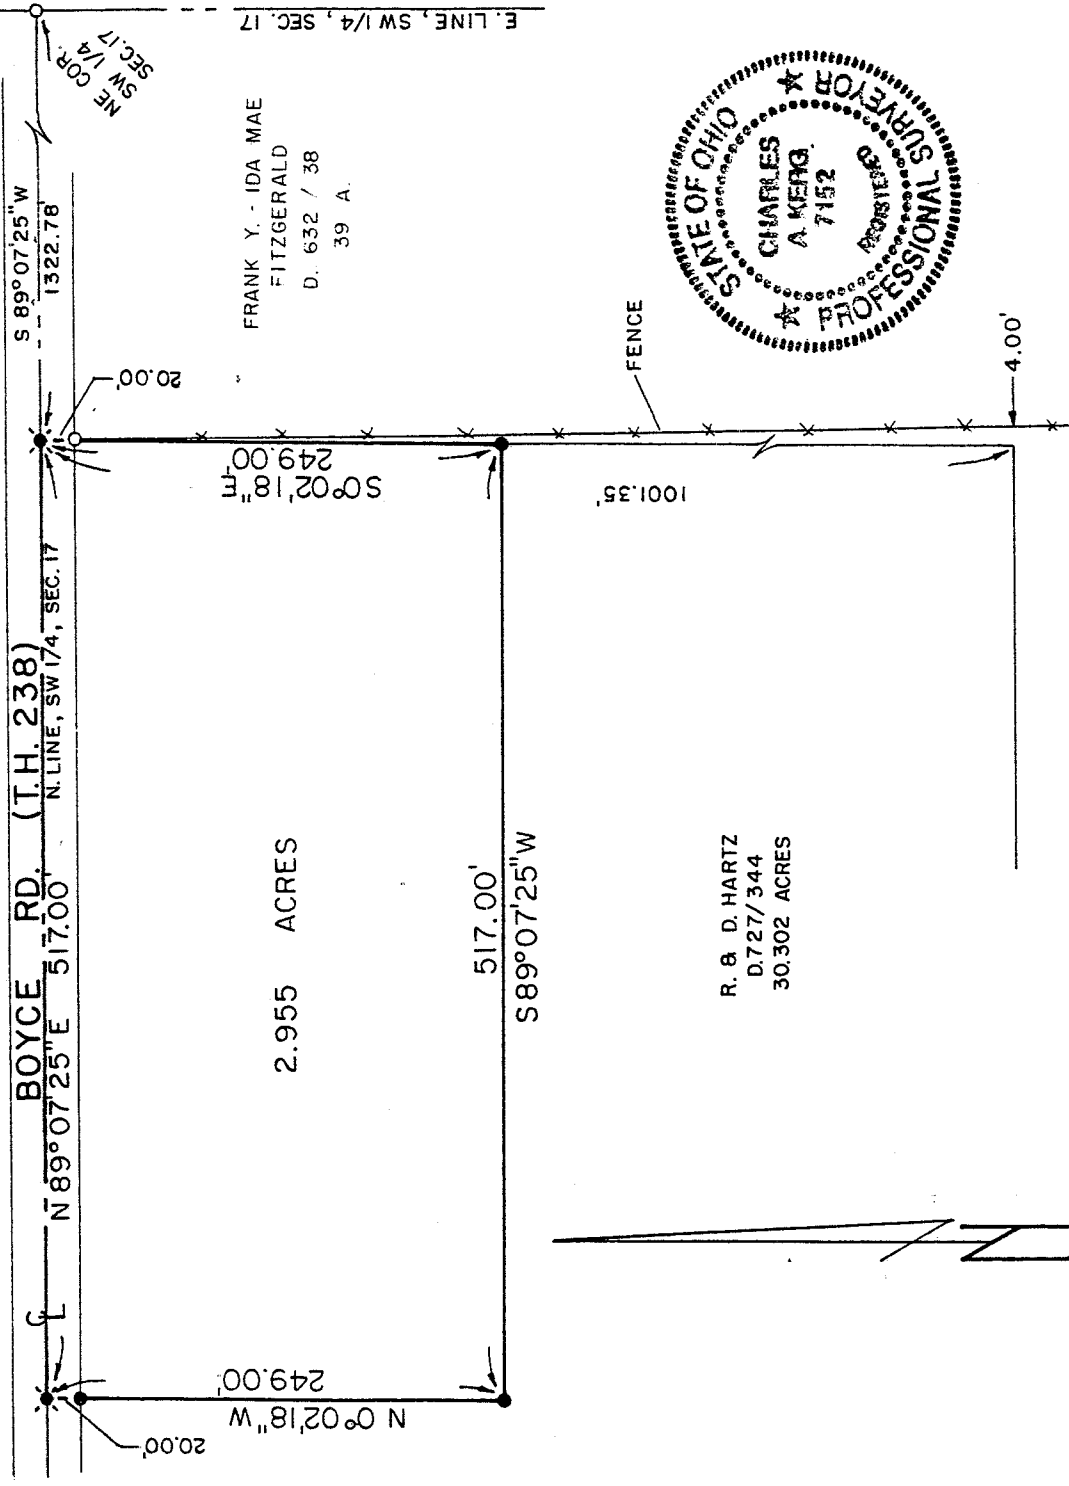 E. LINE, SW 1/4, SEC. 17
NE COR.
SW 1/4
SEC. 17
S 89°07'25"W
1322.78'
FRANK Y. - IDA MAE
FITZGERALD
D. 632 / 38
39 A.
STATE OF OHIO
CHARLES
A. KERG
7152
REGISTERED
PROFESSIONAL SURVEYOR
20.00'
FENCE
4.00'
S0°02'18"E
249.00'
1001.35'
BOYCE RD. (T.H. 238)
N. LINE, SW 1/4, SEC. 17
N 89°07'25"E 517.00'
2.955 ACRES
517.00'
S 89°07'25"W
R. & D. HARTZ
D.727/344
30.302 ACRES
CL
N 0°02'18"W
249.00'
20.00'